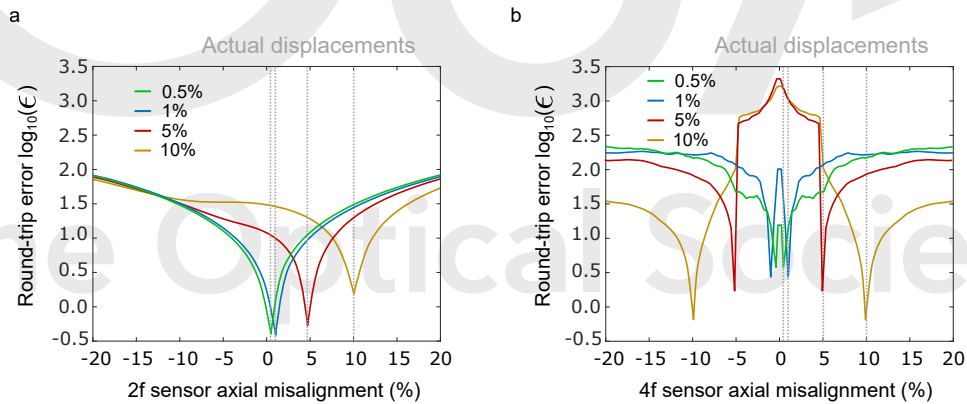 a
Actual displacements
3.5
3.0
2.5
2.0
1.5
1.0
0.5
0.0
-0.5
Round-trip error log₁₀(ϵ)
0.5%
1%
5%
10%
-20 -15 -10 -5 0 5 10 15 20
2f sensor axial misalignment (%)
b
Actual displacements
3.5
3.0
2.5
2.0
1.5
1.0
0.5
0.0
-0.5
Round-trip error log₁₀(ϵ)
0.5%
1%
5%
10%
-20 -15 -10 -5 0 5 10 15 20
4f sensor axial misalignment (%)
he Optical Socie